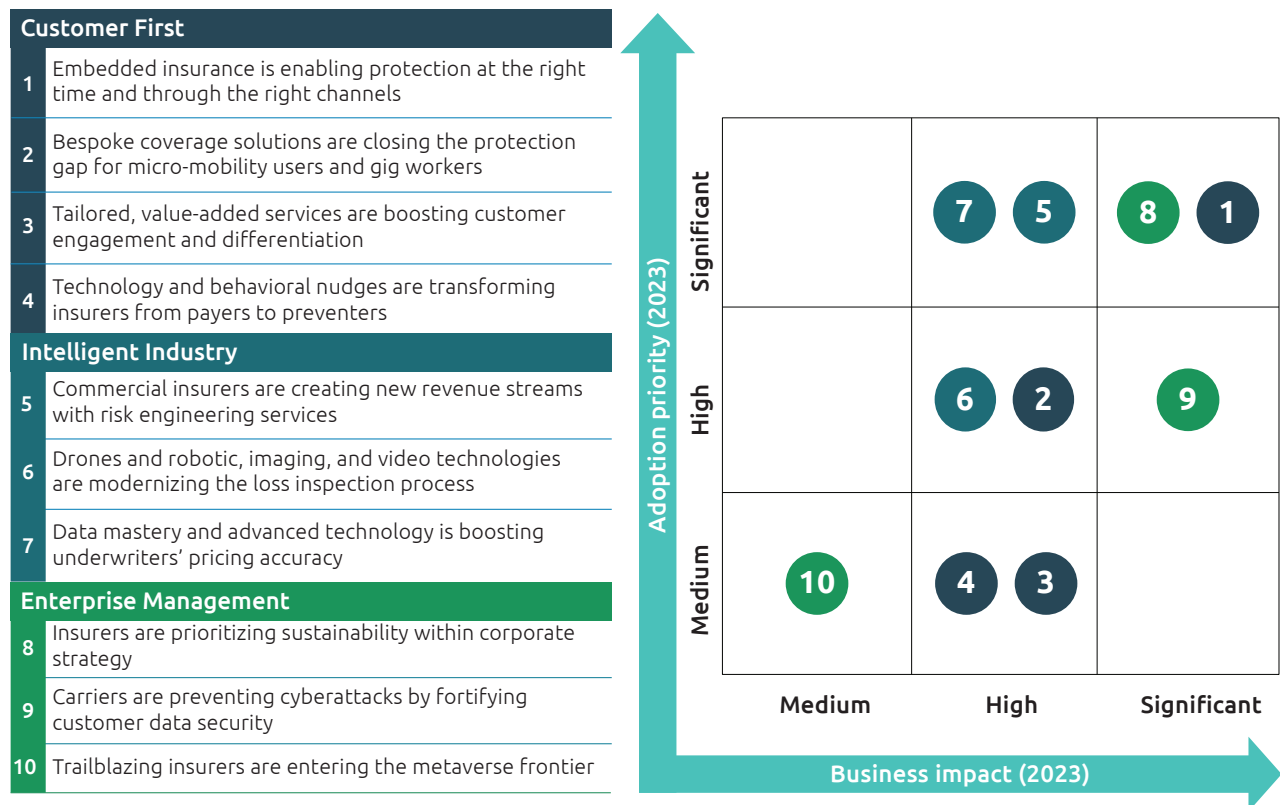 Customer First
1
Embedded insurance is enabling protection at the right
time and through the right channels
2
Bespoke coverage solutions are closing the protection
gap for micro-mobility users and gig workers
3
Tailored, value-added services are boosting customer
engagement and differentiation
4
Technology and behavioral nudges are transforming
insurers from payers to preventers
Intelligent Industry
5
Commercial insurers are creating new revenue streams
with risk engineering services
6
Drones and robotic, imaging, and video technologies
are modernizing the loss inspection process
7
Data mastery and advanced technology is boosting
underwriters’ pricing accuracy
Enterprise Management
8
Insurers are prioritizing sustainability within corporate
strategy
9
Carriers are preventing cyberattacks by fortifying
customer data security
10
Trailblazing insurers are entering the metaverse frontier
Adoption priority (2023)
Significant
7 5 8 1
High
6 2 9
Medium
10 4 3
Medium High Significant
Business impact (2023)